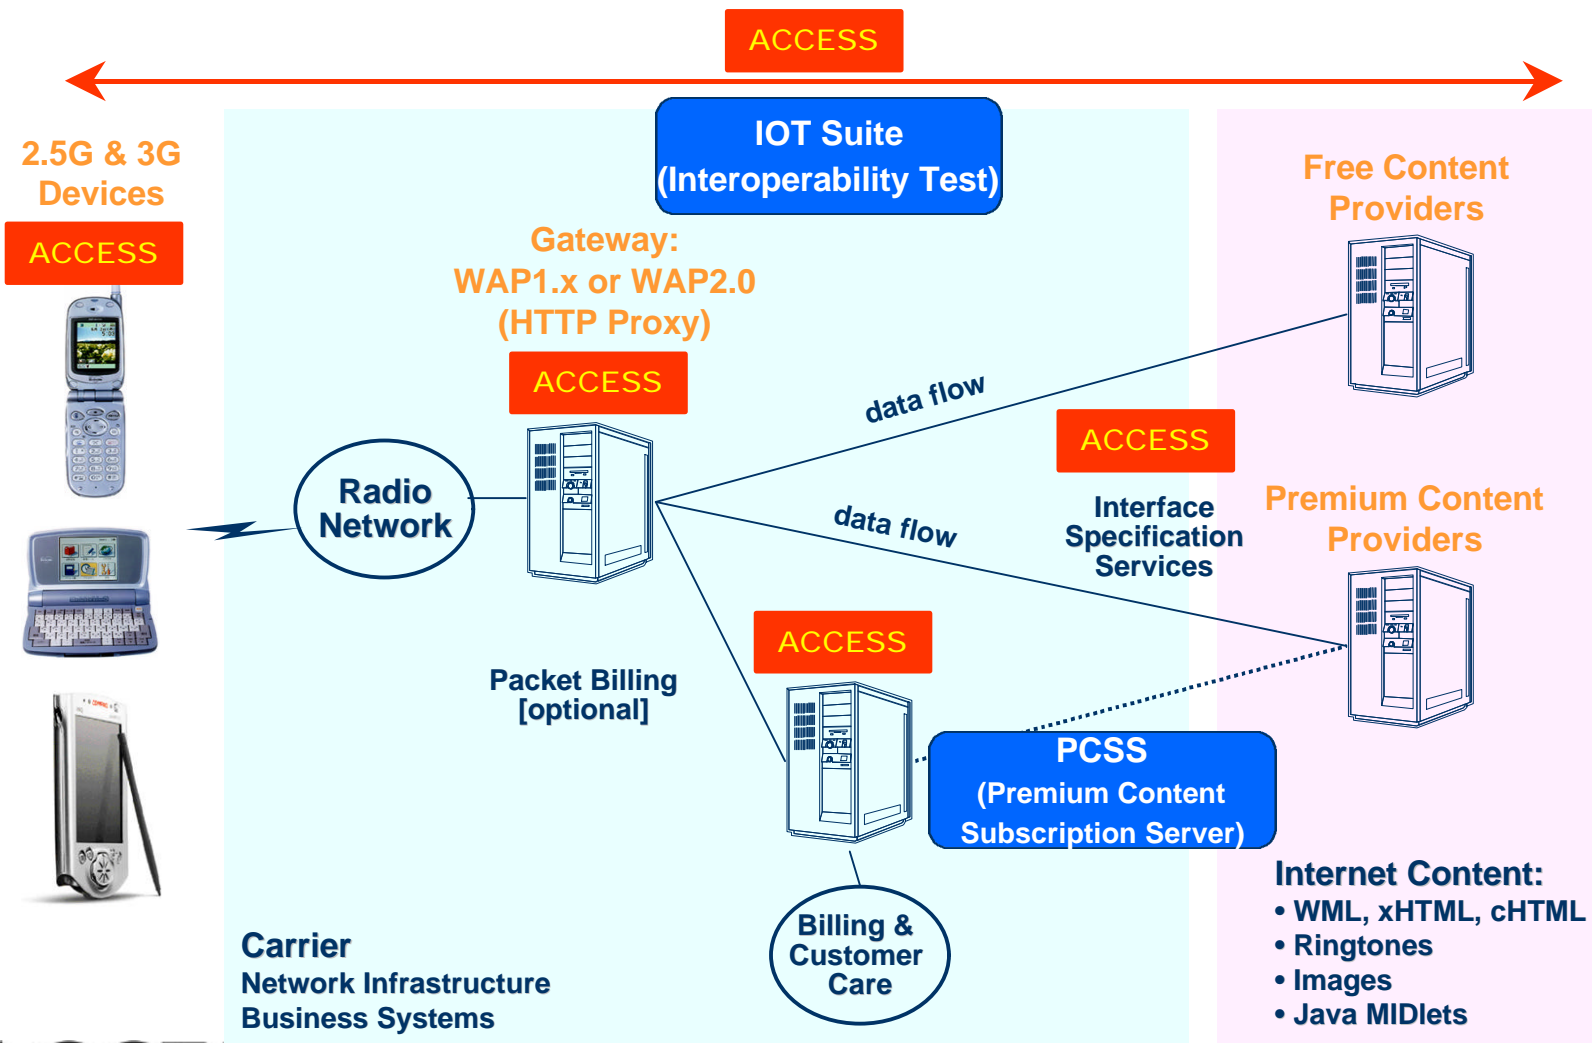 ACCESS
IOT Suite
(Interoperability Test)
2.5G & 3G
Devices
ACCESS
Gateway:
WAP1.x or WAP2.0
(HTTP Proxy)
ACCESS
Free Content
Providers
data flow
ACCESS
Radio
Network
data flow
Interface
Specification
Services
Premium Content
Providers
ACCESS
Packet Billing
[optional]
PCSS
(Premium Content
Subscription Server)
Billing &
Customer
Care
Carrier
Network Infrastructure
Business Systems
Internet Content:
• WML, xHTML, cHTML
• Ringtones
• Images
• Java MIDlets